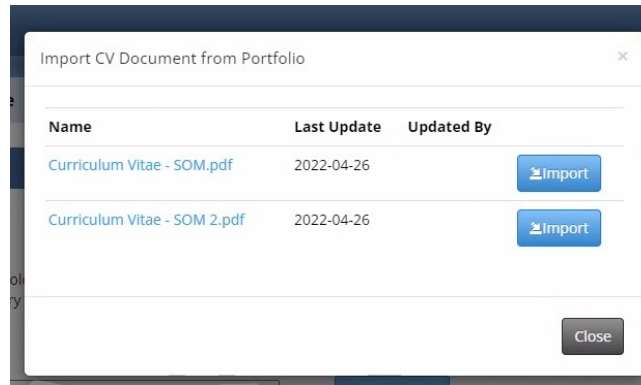 Import CV Document from Portfolio ×
Name Last Update Updated By
Curriculum Vitae - SOM.pdf 2022-04-26 Import
Curriculum Vitae - SOM 2.pdf 2022-04-26 Import
Close